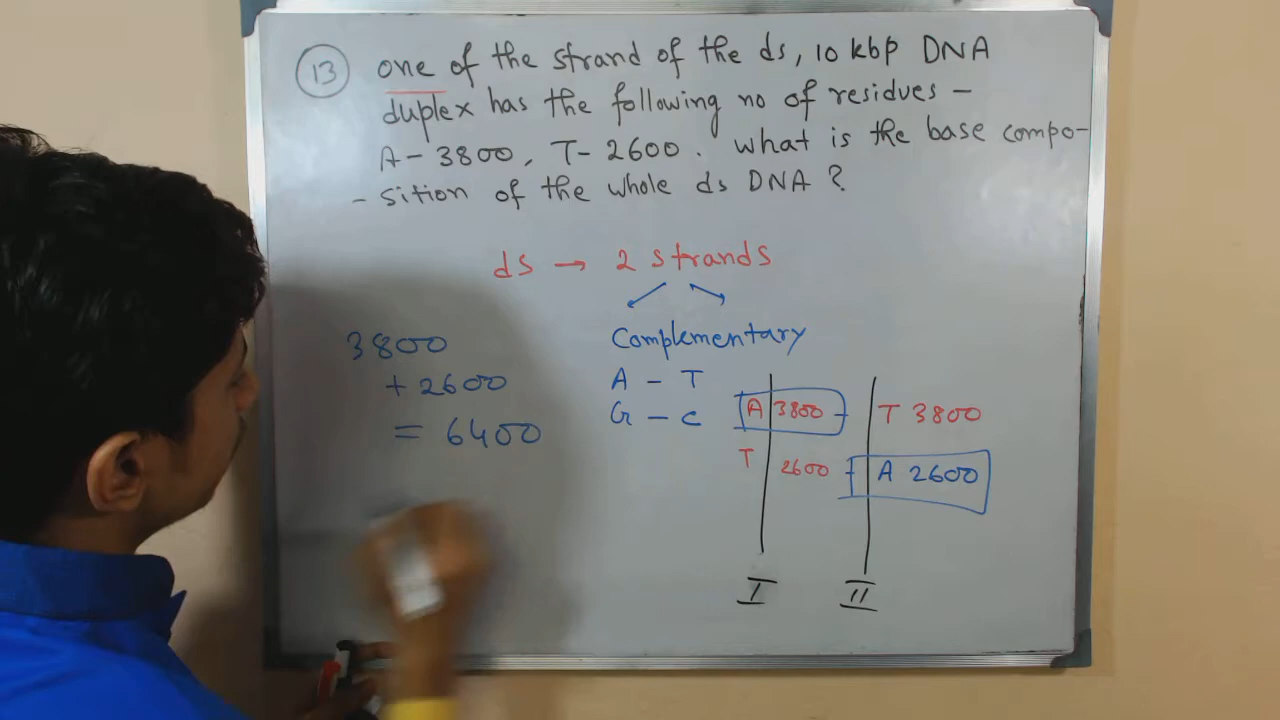 13 one of the strand of the ds, 10 kbp DNA
duplex has the following no of residues -
A - 3800, T- 2600. What is the base compo-
- sition of the whole ds DNA ?
ds → 2 strands
Complementary
3800
+ 2600
= 6400
A - T
G - C
A 3800
T 2600
I
T 3800
A 2600
II